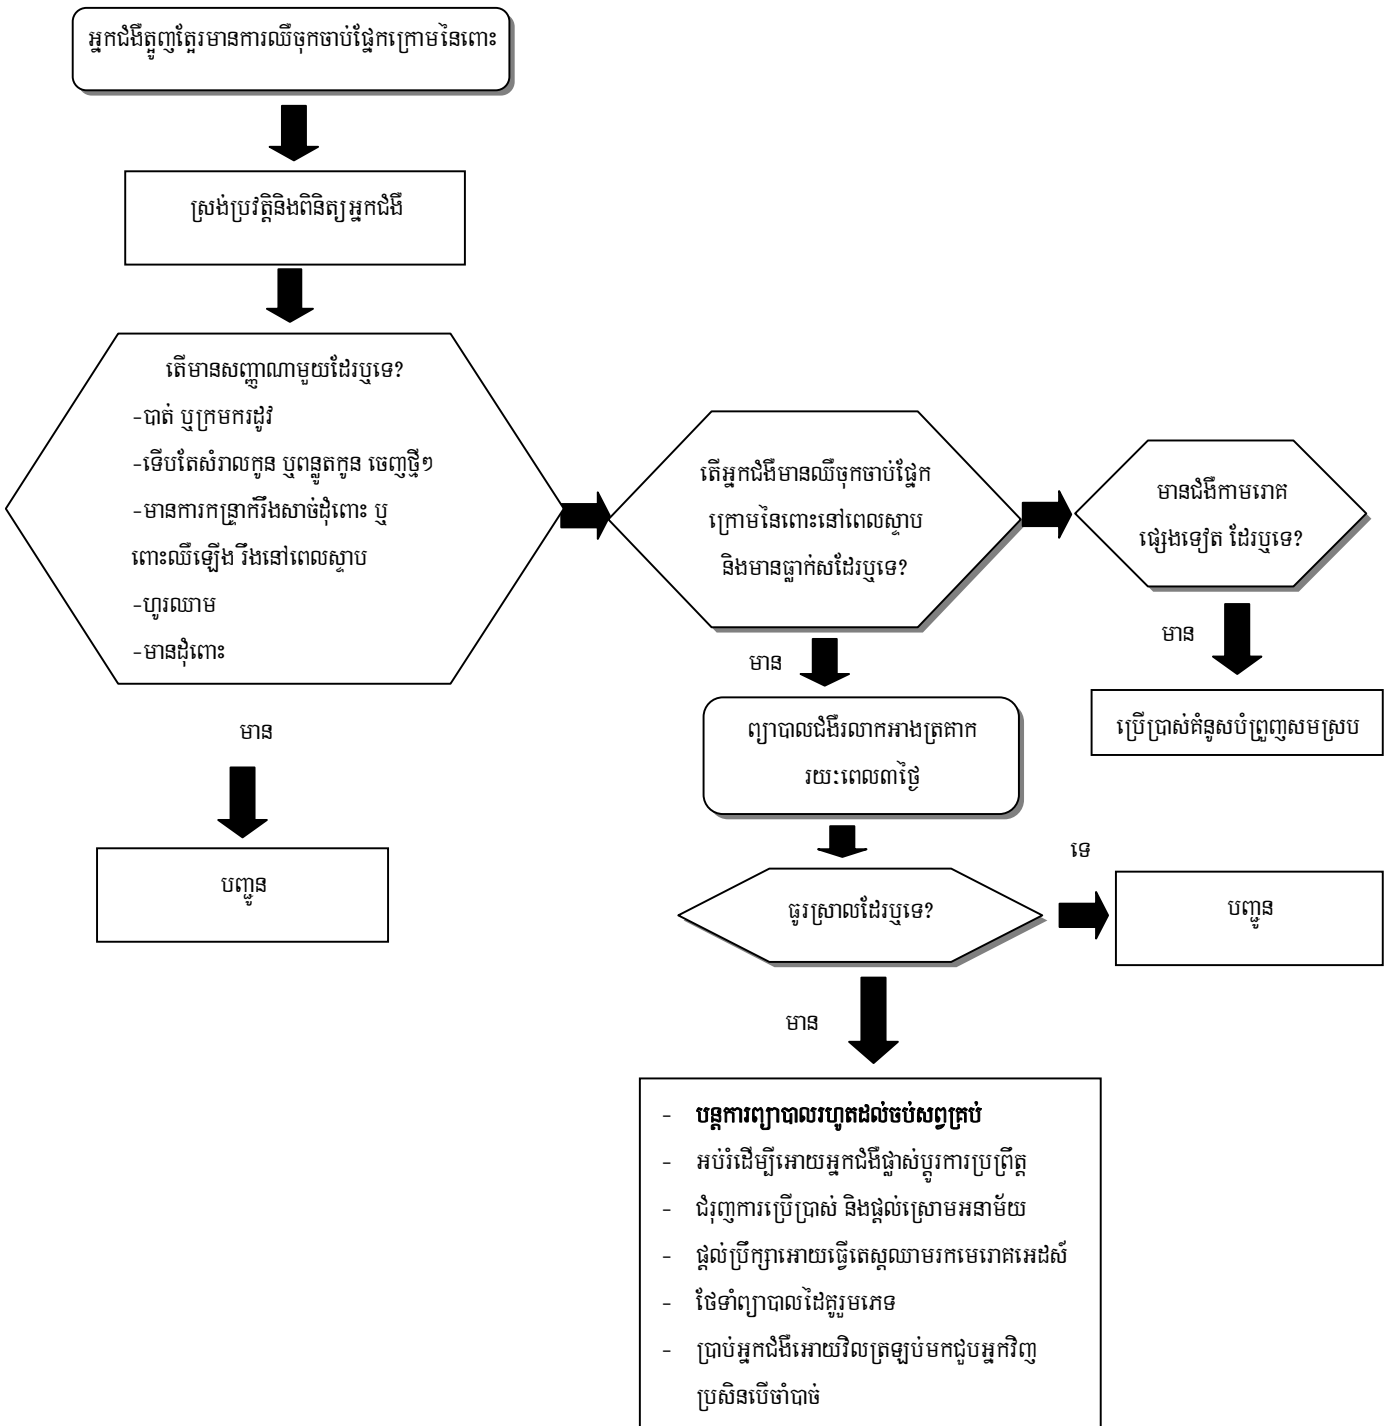 អ្នកជំងឺត្អូញត្អែរមានការឈឺចុកចាប់ផ្នែកក្រោមនៃពោះ
ស្រង់ប្រវត្តិនិងពិនិត្យអ្នកជំងឺ
តើមានសញ្ញាណាមួយដែរឬទេ?
-បាត់ ឬក្រមករដូវ
-ទើបតែសំរាលកូន ឬពន្លូតកូន ចេញថ្មីៗ
-មានការកន្ត្រាក់រឹងសាច់ដុំពោះ ឬ
ពោះឈឺឡើង រឹងនៅពេលស្ទាប
-ហូរឈាម
-មានដុំពោះ
តើអ្នកជំងឺមានឈឺចុកចាប់ផ្នែក
ក្រោមនៃពោះនៅពេលស្ទាប
និងមានធ្លាក់សដែរឬទេ?
មានជំងឺកាមរោគ
ផ្សេងទៀត ដែរឬទេ?
មាន
មាន
ប្រើប្រាស់គំនូសបំព្រួញសមស្រប
មាន
ព្យាបាលជំងឺរលាកអាងត្រគាក
រយៈពេល៣ថ្ងៃ
បញ្ជូន
ធូរស្រាលដែរឬទេ?
ទេ
បញ្ជូន
មាន
- បន្តការព្យាបាលរហូតដល់ចប់សព្វគ្រប់
- អប់រំដើម្បីអោយអ្នកជំងឺផ្លាស់ប្តូរការប្រព្រឹត្ត
- ជំរុញការប្រើប្រាស់ និងផ្តល់ស្រោមអនាម័យ
- ផ្តល់ប្រឹក្សាអោយធ្វើតេស្តឈាមរកមេរោគអេដស៍
- ថែទាំព្យាបាលដៃគូរួមភេទ
- ប្រាប់អ្នកជំងឺអោយវិលត្រឡប់មកជួបអ្នកវិញ
ប្រសិនបើចាំបាច់